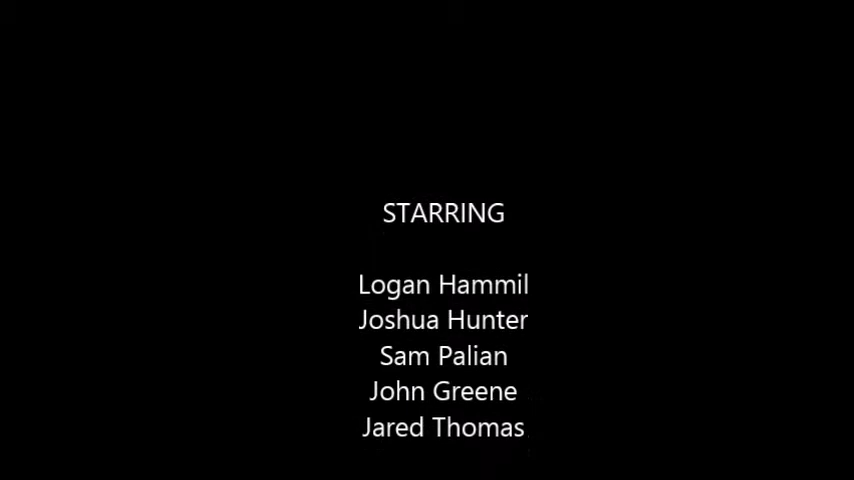 STARRING
Logan Hammil
Joshua Hunter
Sam Palian
John Greene
Jared Thomas